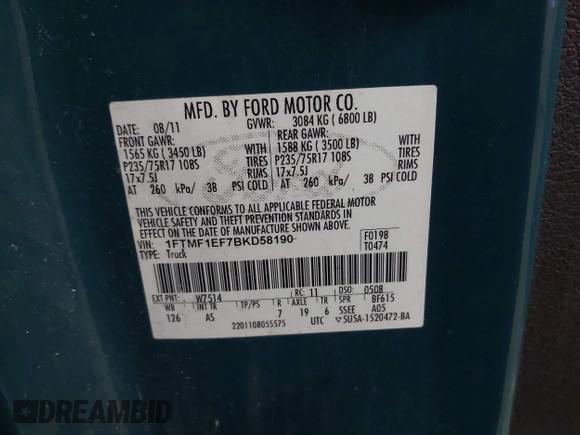 MFD. BY FORD MOTOR CO.
DATE: 08/11 GVWR: 3084 KG ( 6800 LB)
FRONT GAWR: REAR GAWR:
1565 KG ( 3450 LB) 1588 KG ( 3500 LB)
P235/75R17 108S TIRES P235/75R17 108S TIRES
17x7.5J RIMS 17x7.5J RIMS
AT 260 kPa/ 38 PSI COLD AT 260 kPa/ 38 PSI COLD
THIS VEHICLE CONFORMS TO ALL APPLICABLE FEDERAL MOTOR
VEHICLE SAFETY AND THEFT PREVENTION STANDARDS IN
EFFECT ON THE DATE OF MANUFACTURE SHOWN ABOVE.
VIN: 1FTMF1EF7BKD58190 F0198
TYPE: Truck T0474
EXT PNT: W7514 RC: 11 DSO: 0508
WB INT TR TP/PS R AXLE TR SPR BF615
126 AS 7 19 6 SSEE A05
2201108055575 UTC 5U5A-1520472-BA
DREAMBID